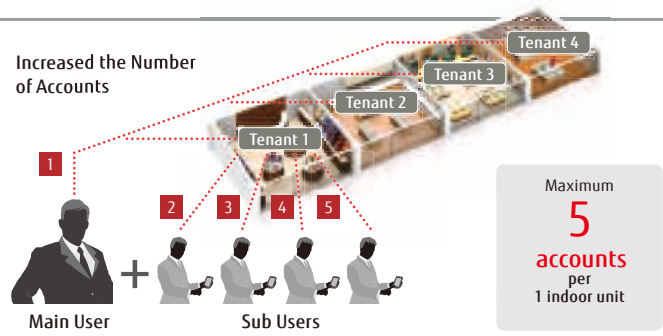 Increased the Number
of Accounts
Tenant 4
Tenant 3
Tenant 2
Tenant 1
1
2
3
4
5
Maximum
5
accounts
per
1 indoor unit
Main User
Sub Users